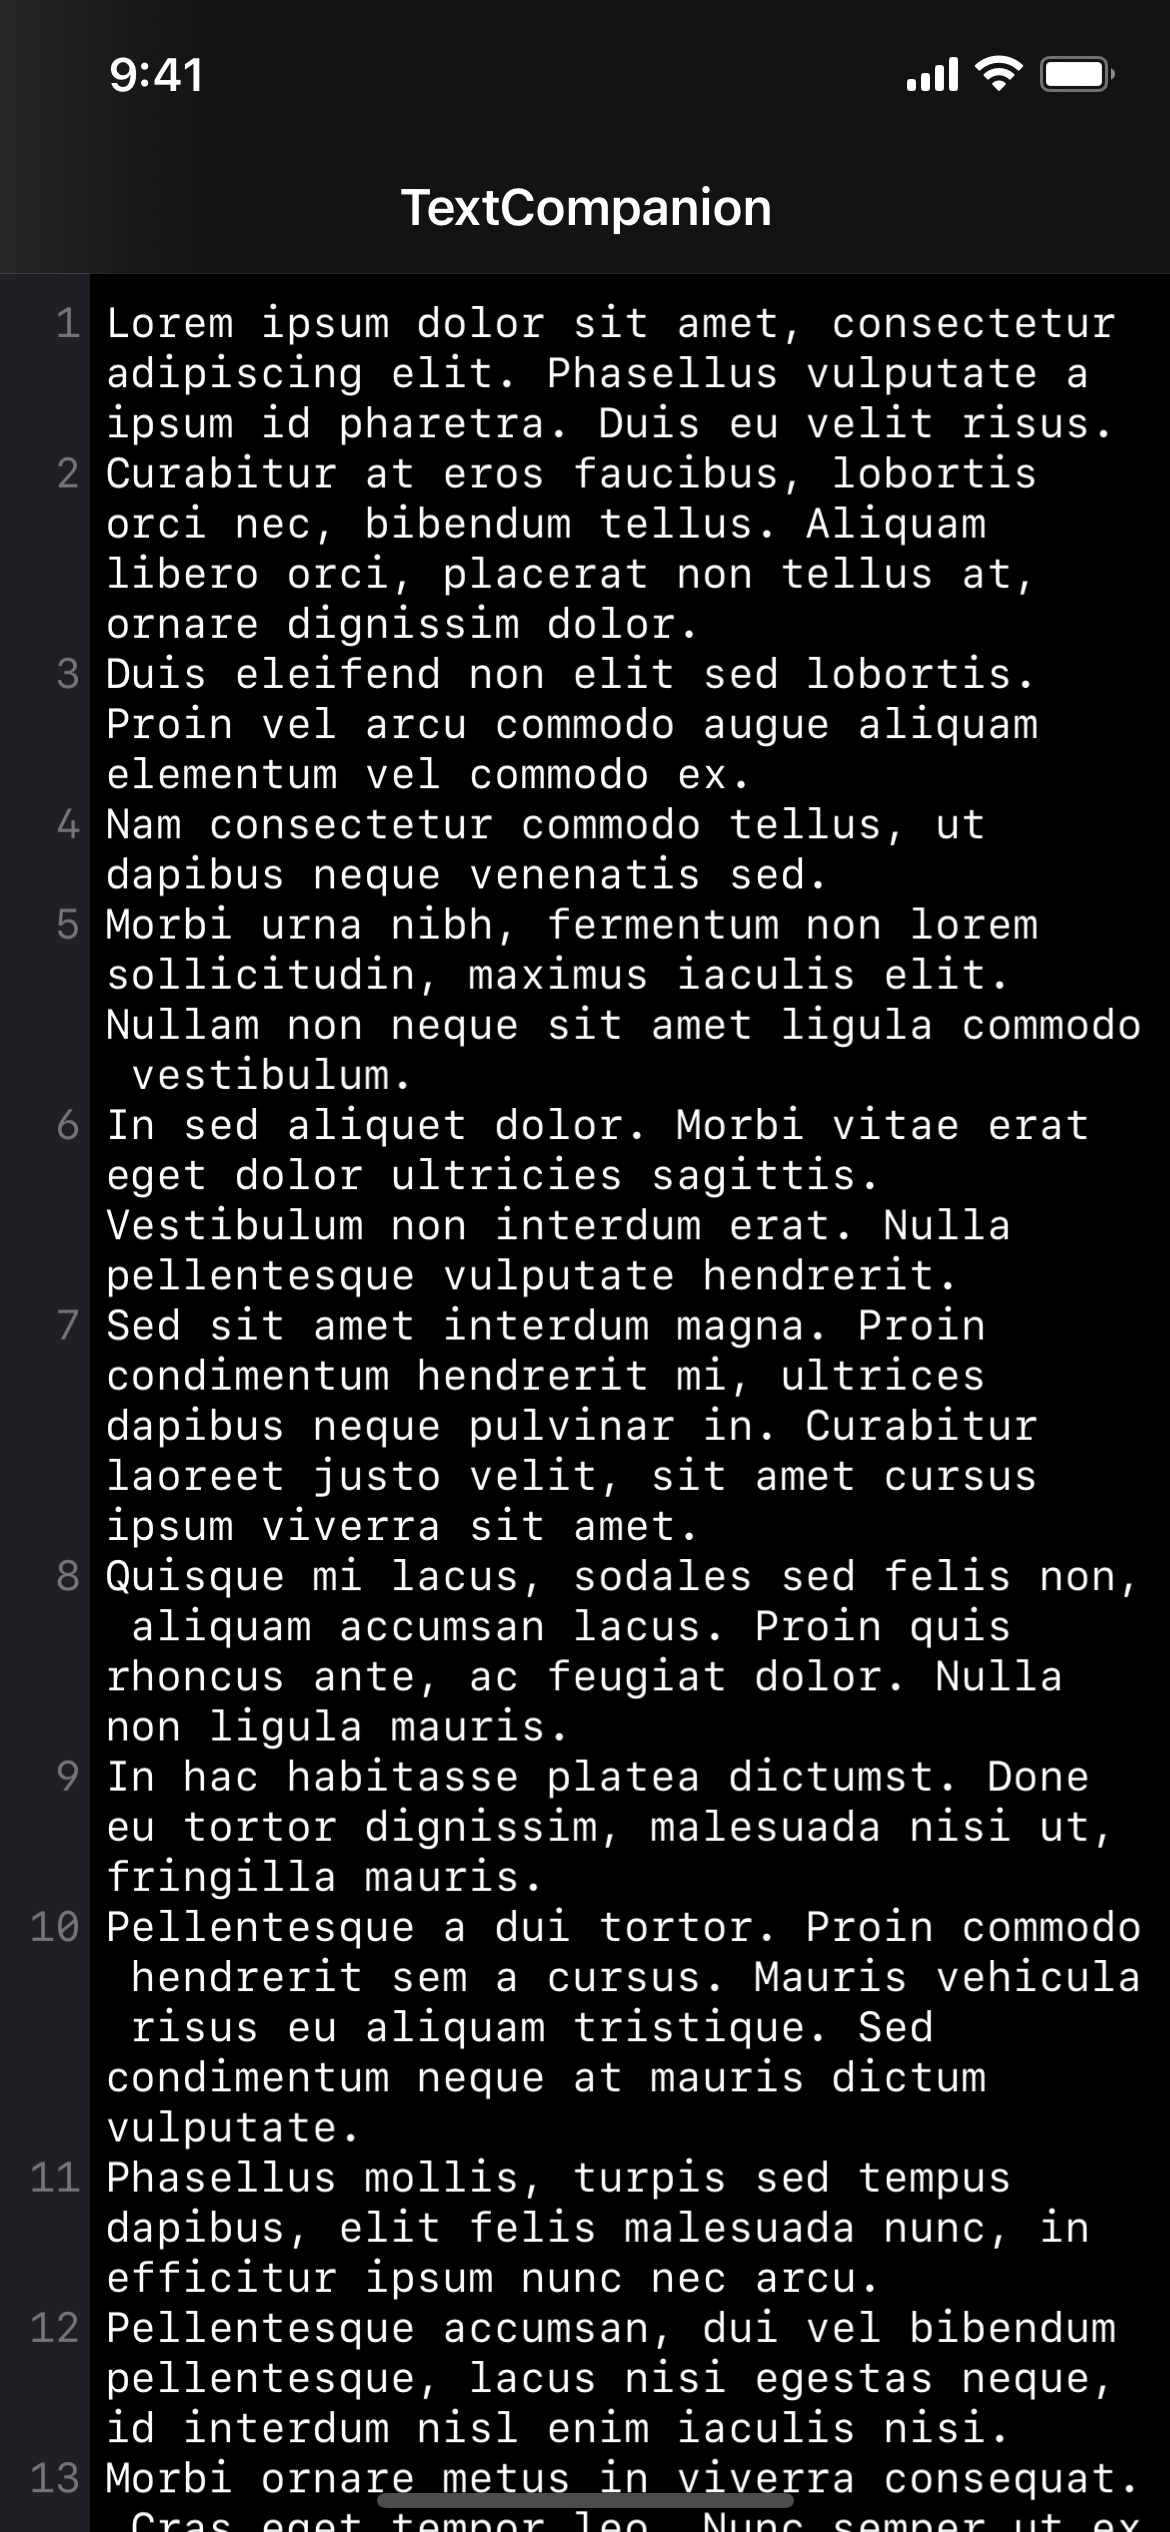 9:41
TextCompanion
1 Lorem ipsum dolor sit amet, consectetur
adipiscing elit. Phasellus vulputate a
ipsum id pharetra. Duis eu velit risus.
2 Curabitur at eros faucibus, lobortis
orci nec, bibendum tellus. Aliquam
libero orci, placerat non tellus at,
ornare dignissim dolor.
3 Duis eleifend non elit sed lobortis.
Proin vel arcu commodo augue aliquam
elementum vel commodo ex.
4 Nam consectetur commodo tellus, ut
dapibus neque venenatis sed.
5 Morbi urna nibh, fermentum non lorem
sollicitudin, maximus iaculis elit.
Nullam non neque sit amet ligula commodo
vestibulum.
6 In sed aliquet dolor. Morbi vitae erat
eget dolor ultricies sagittis.
Vestibulum non interdum erat. Nulla
pellentesque vulputate hendrerit.
7 Sed sit amet interdum magna. Proin
condimentum hendrerit mi, ultrices
dapibus neque pulvinar in. Curabitur
laoreet justo velit, sit amet cursus
ipsum viverra sit amet.
8 Quisque mi lacus, sodales sed felis non,
aliquam accumsan lacus. Proin quis
rhoncus ante, ac feugiat dolor. Nulla
non ligula mauris.
9 In hac habitasse platea dictumst. Done
eu tortor dignissim, malesuada nisi ut,
fringilla mauris.
10 Pellentesque a dui tortor. Proin commodo
hendrerit sem a cursus. Mauris vehicula
risus eu aliquam tristique. Sed
condimentum neque at mauris dictum
vulputate.
11 Phasellus mollis, turpis sed tempus
dapibus, elit felis malesuada nunc, in
efficitur ipsum nunc nec arcu.
12 Pellentesque accumsan, dui vel bibendum
pellentesque, lacus nisi egestas neque,
id interdum nisl enim iaculis nisi.
13 Morbi ornare metus in viverra consequat.
Cras eget tempor leo. Nunc semper ut ex